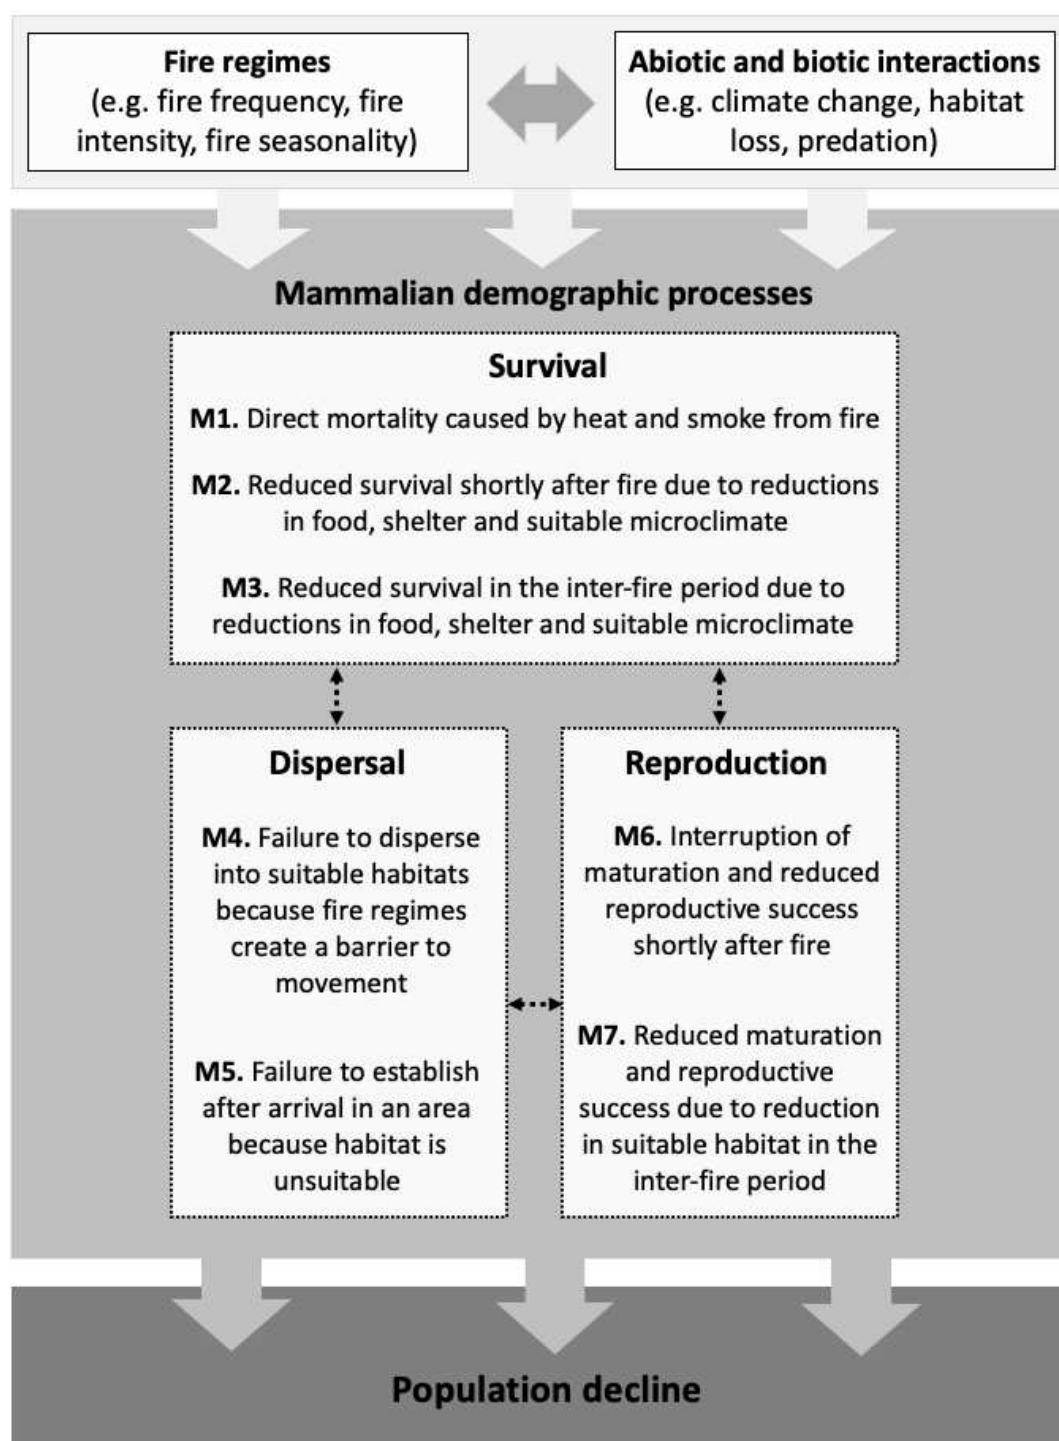 Fire regimes
(e.g. fire frequency, fire
intensity, fire seasonality)
Abiotic and biotic interactions
(e.g. climate change, habitat
loss, predation)
Mammalian demographic processes
Survival
M1. Direct mortality caused by heat and smoke from fire
M2. Reduced survival shortly after fire due to reductions
in food, shelter and suitable microclimate
M3. Reduced survival in the inter-fire period due to
reductions in food, shelter and suitable microclimate
Dispersal
M4. Failure to disperse
into suitable habitats
because fire regimes
create a barrier to
movement
M5. Failure to establish
after arrival in an area
because habitat is
unsuitable
Reproduction
M6. Interruption of
maturation and reduced
reproductive success
shortly after fire
M7. Reduced maturation
and reproductive
success due to reduction
in suitable habitat in the
inter-fire period
Population decline